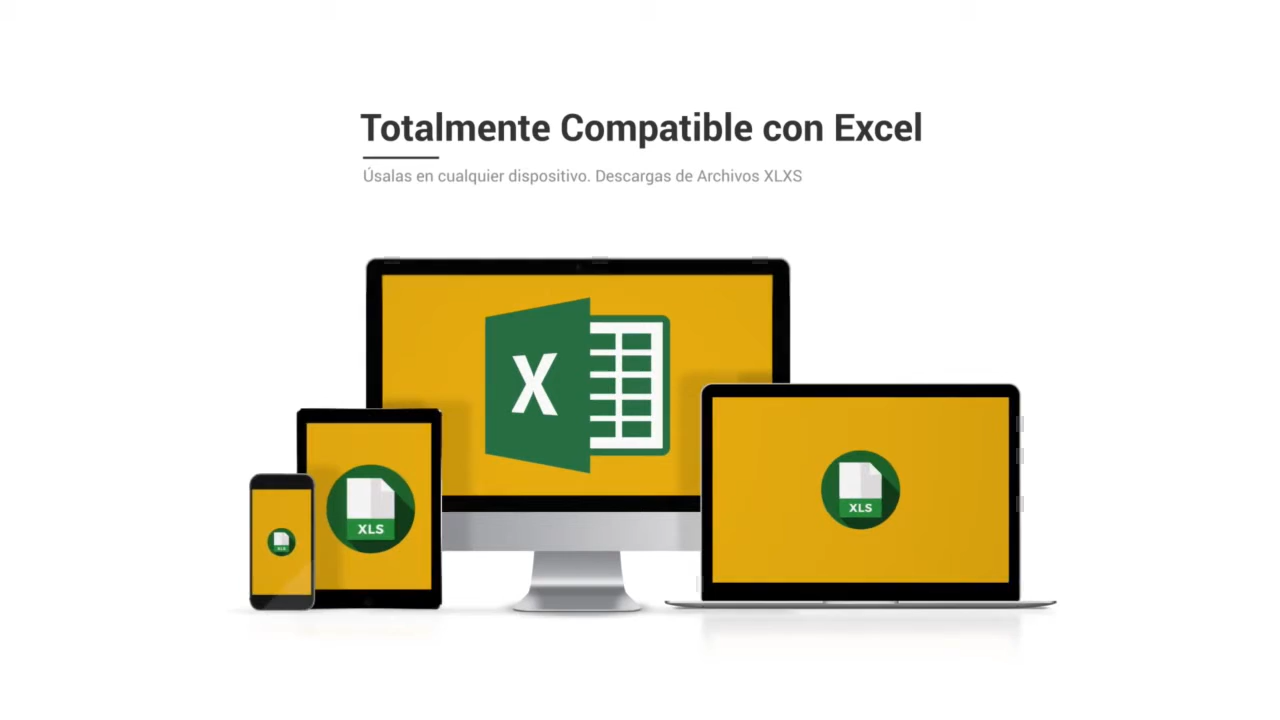 Totalmente Compatible con Excel
Úsalas en cualquier dispositivo. Descargas de Archivos XLXS
X
XLS
XLS
XLS